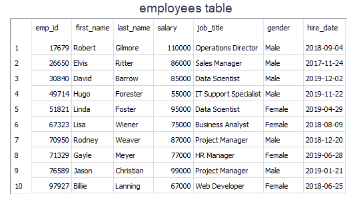 employees table
emp_id first_name last_name salary job_title gender hire_date
1 17679 Robert Gilmore 110000 Operations Director Male 2018-09-04
2 26650 Elvis Ritter 86000 Sales Manager Male 2017-11-24
3 30840 David Barrow 85000 Data Scientist Male 2019-12-02
4 49714 Hugo Forester 55000 IT Support Specialist Male 2019-11-22
5 51821 Linda Foster 95000 Data Scientist Female 2019-04-29
6 67323 Lisa Wiener 75000 Business Analyst Female 2018-08-09
7 70950 Rodney Weaver 87000 Project Manager Male 2018-12-20
8 71329 Gayle Meyer 77000 HR Manager Female 2019-06-28
9 76589 Jason Christian 99000 Project Manager Male 2019-01-21
10 97927 Billie Lanning 67000 Web Developer Female 2018-06-25